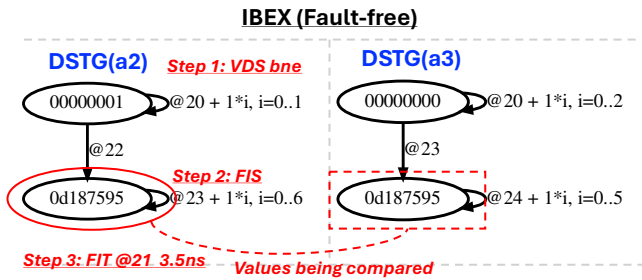 IBEX (Fault-free)
DSTG(a2)
Step 1: VDS bne
00000001
@20 + 1*i, i=0..1
@22
Step 2: FIS
0d187595
@23 + 1*i, i=0..6
Step 3: FIT @21 3.5ns
DSTG(a3)
00000000
@20 + 1*i, i=0..2
@23
0d187595
@24 + 1*i, i=0..5
Values being compared